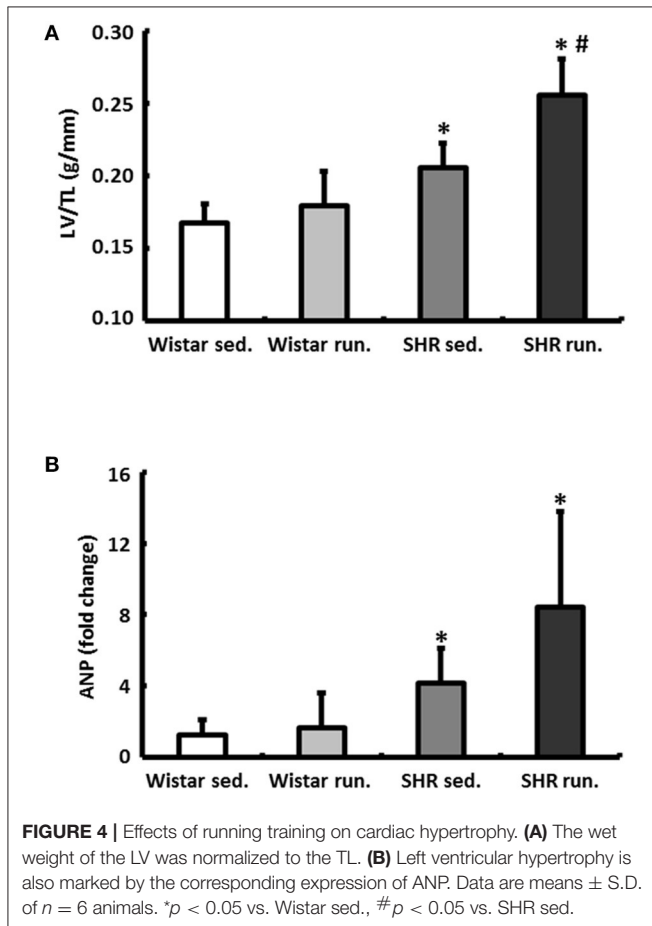 A
0.30
* #
0.25
*
LV/TL (g/mm)
0.20
0.15
0.10
Wistar sed. Wistar run. SHR sed. SHR run.
B
16
*
12
ANP (fold change)
8
*
4
0
Wistar sed. Wistar run. SHR sed. SHR run.
FIGURE 4 | Effects of running training on cardiac hypertrophy. (A) The wet
weight of the LV was normalized to the TL. (B) Left ventricular hypertrophy is
also marked by the corresponding expression of ANP. Data are means ± S.D.
of n = 6 animals. *p < 0.05 vs. Wistar sed., #p < 0.05 vs. SHR sed.